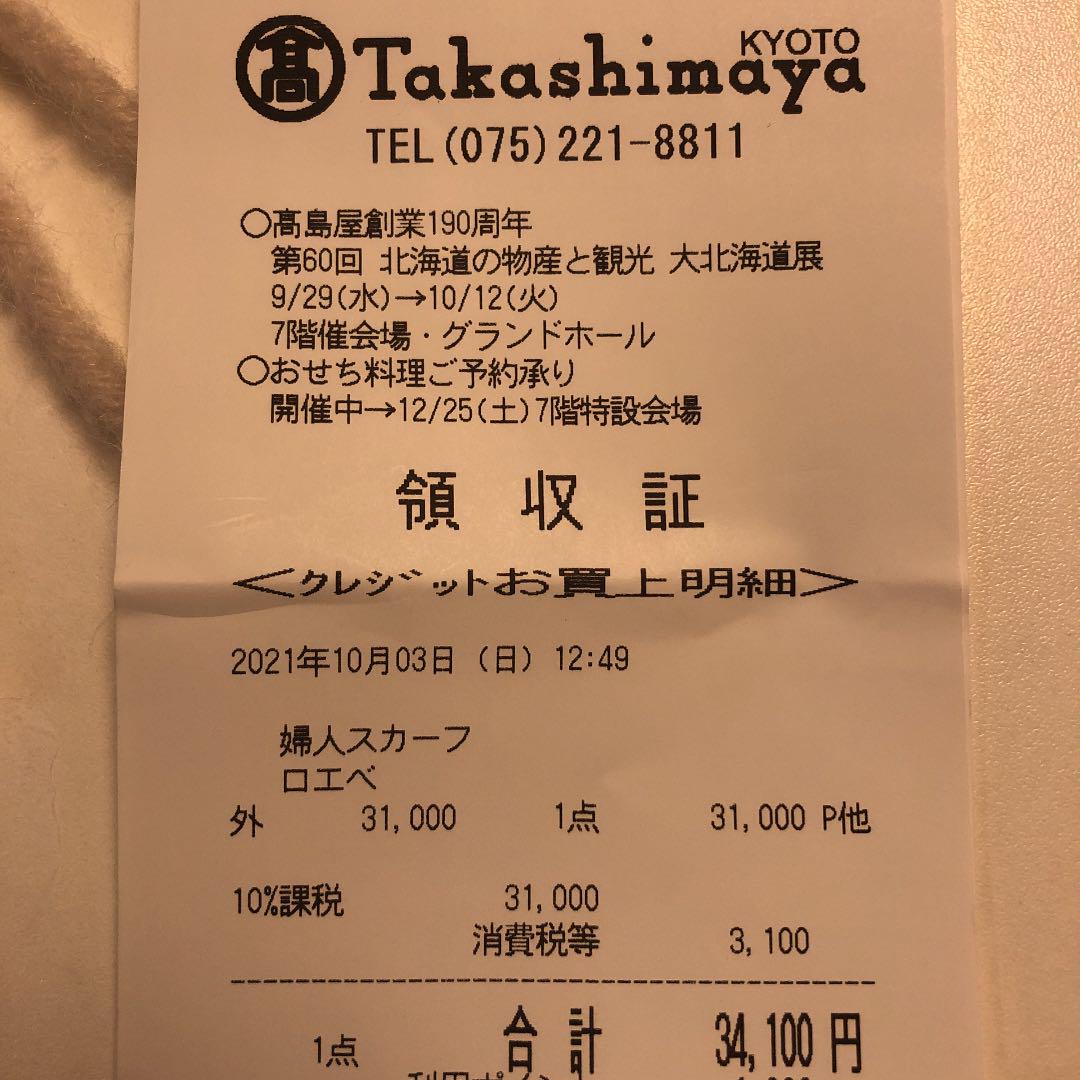 髙 Takashimaya KYOTO
TEL(075)221-8811
○髙島屋創業190周年
第60回 北海道の物産と観光 大北海道展
9/29(水)→10/12(火)
7階催会場・グランドホール
○おせち料理ご予約承り
開催中→12/25(土)7階特設会場
領収証
<クレジットお買上明細>
2021年10月03日(日)12:49
婦人スカーフ
ロエベ
外 31,000 1点 31,000 P他
10%課税 31,000
消費税等 3,100
1点 合計 34,100円